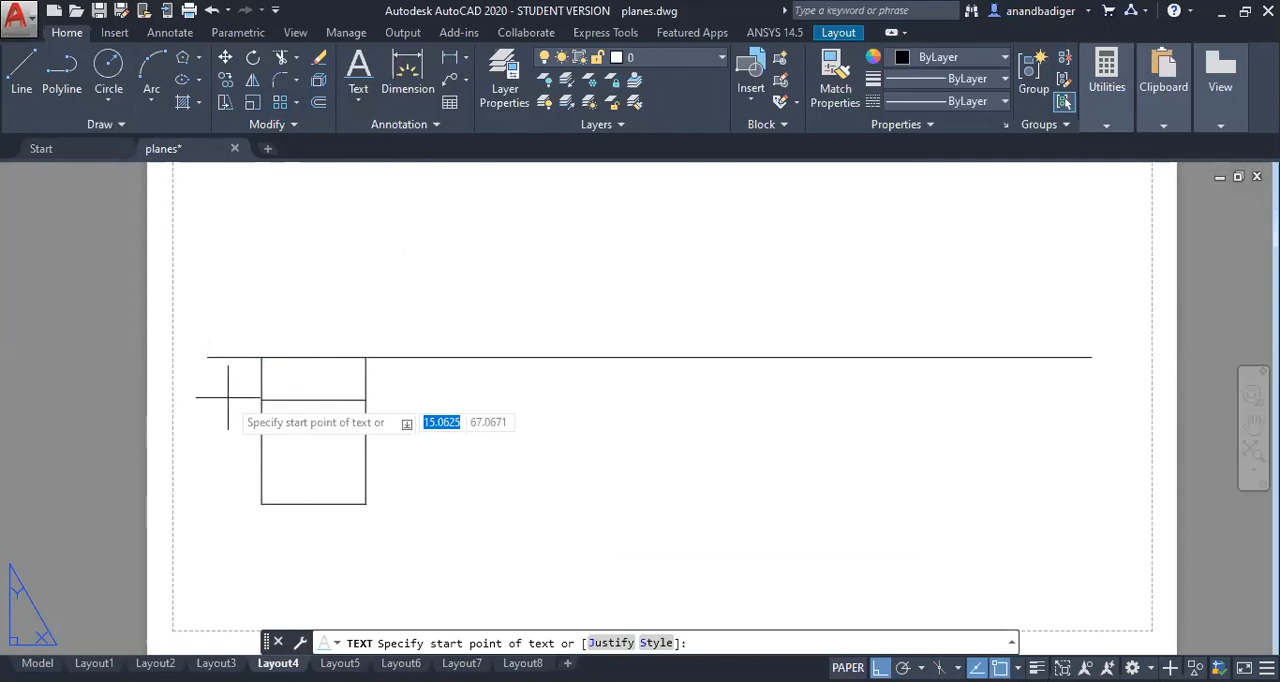 Autodesk AutoCAD 2020 - STUDENT VERSION planes.dwg
Type a keyword or phrase
anandbadiger
Home Insert Annotate Parametric View Manage Output Add-ins Collaborate Express Tools Featured Apps ANSYS 14.5 Layout
Line
Polyline
Circle
Arc
Text
Dimension
Layer
Properties
0
Insert
Match
Properties
ByLayer
ByLayer
ByLayer
Group
Utilities
Clipboard
View
Draw
Modify
Annotation
Layers
Block
Properties
Groups
Start
planes*
Specify start point of text or 15.0625 67.0671
Y
X
TEXT Specify start point of text or [Justify Style]:
Model Layout1 Layout2 Layout3 Layout4 Layout5 Layout6 Layout7 Layout8
PAPER